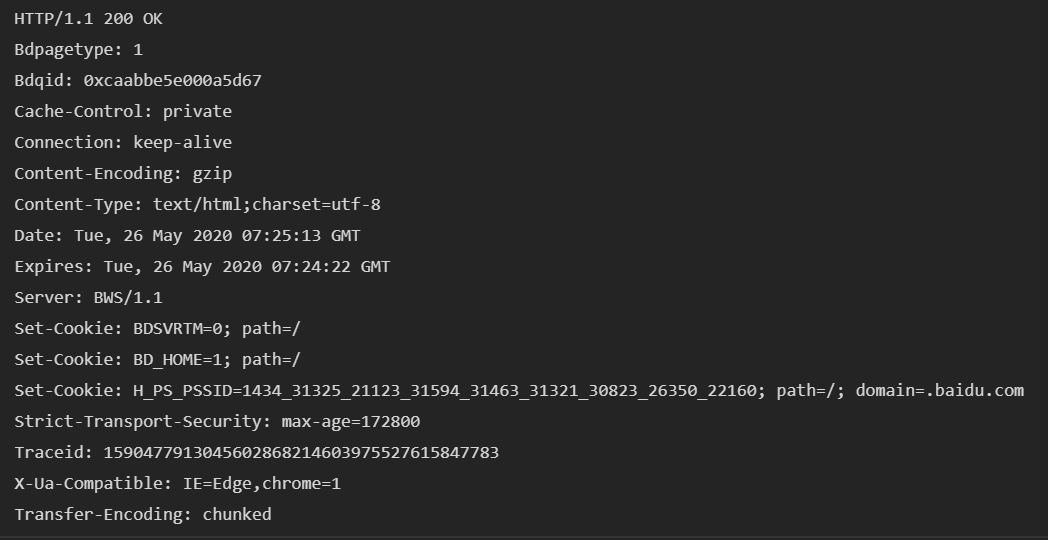 HTTP/1.1 200 OK
Bdpagetype: 1
Bdqid: 0xcaabbe5e000a5d67
Cache-Control: private
Connection: keep-alive
Content-Encoding: gzip
Content-Type: text/html;charset=utf-8
Date: Tue, 26 May 2020 07:25:13 GMT
Expires: Tue, 26 May 2020 07:24:22 GMT
Server: BWS/1.1
Set-Cookie: BDSVRTM=0; path=/
Set-Cookie: BD_HOME=1; path=/
Set-Cookie: H_PS_PSSID=1434_31325_21123_31594_31463_31321_30823_26350_22160; path=/; domain=.baidu.com
Strict-Transport-Security: max-age=172800
Traceid: 1590477913045602868214603975527615847783
X-Ua-Compatible: IE=Edge,chrome=1
Transfer-Encoding: chunked